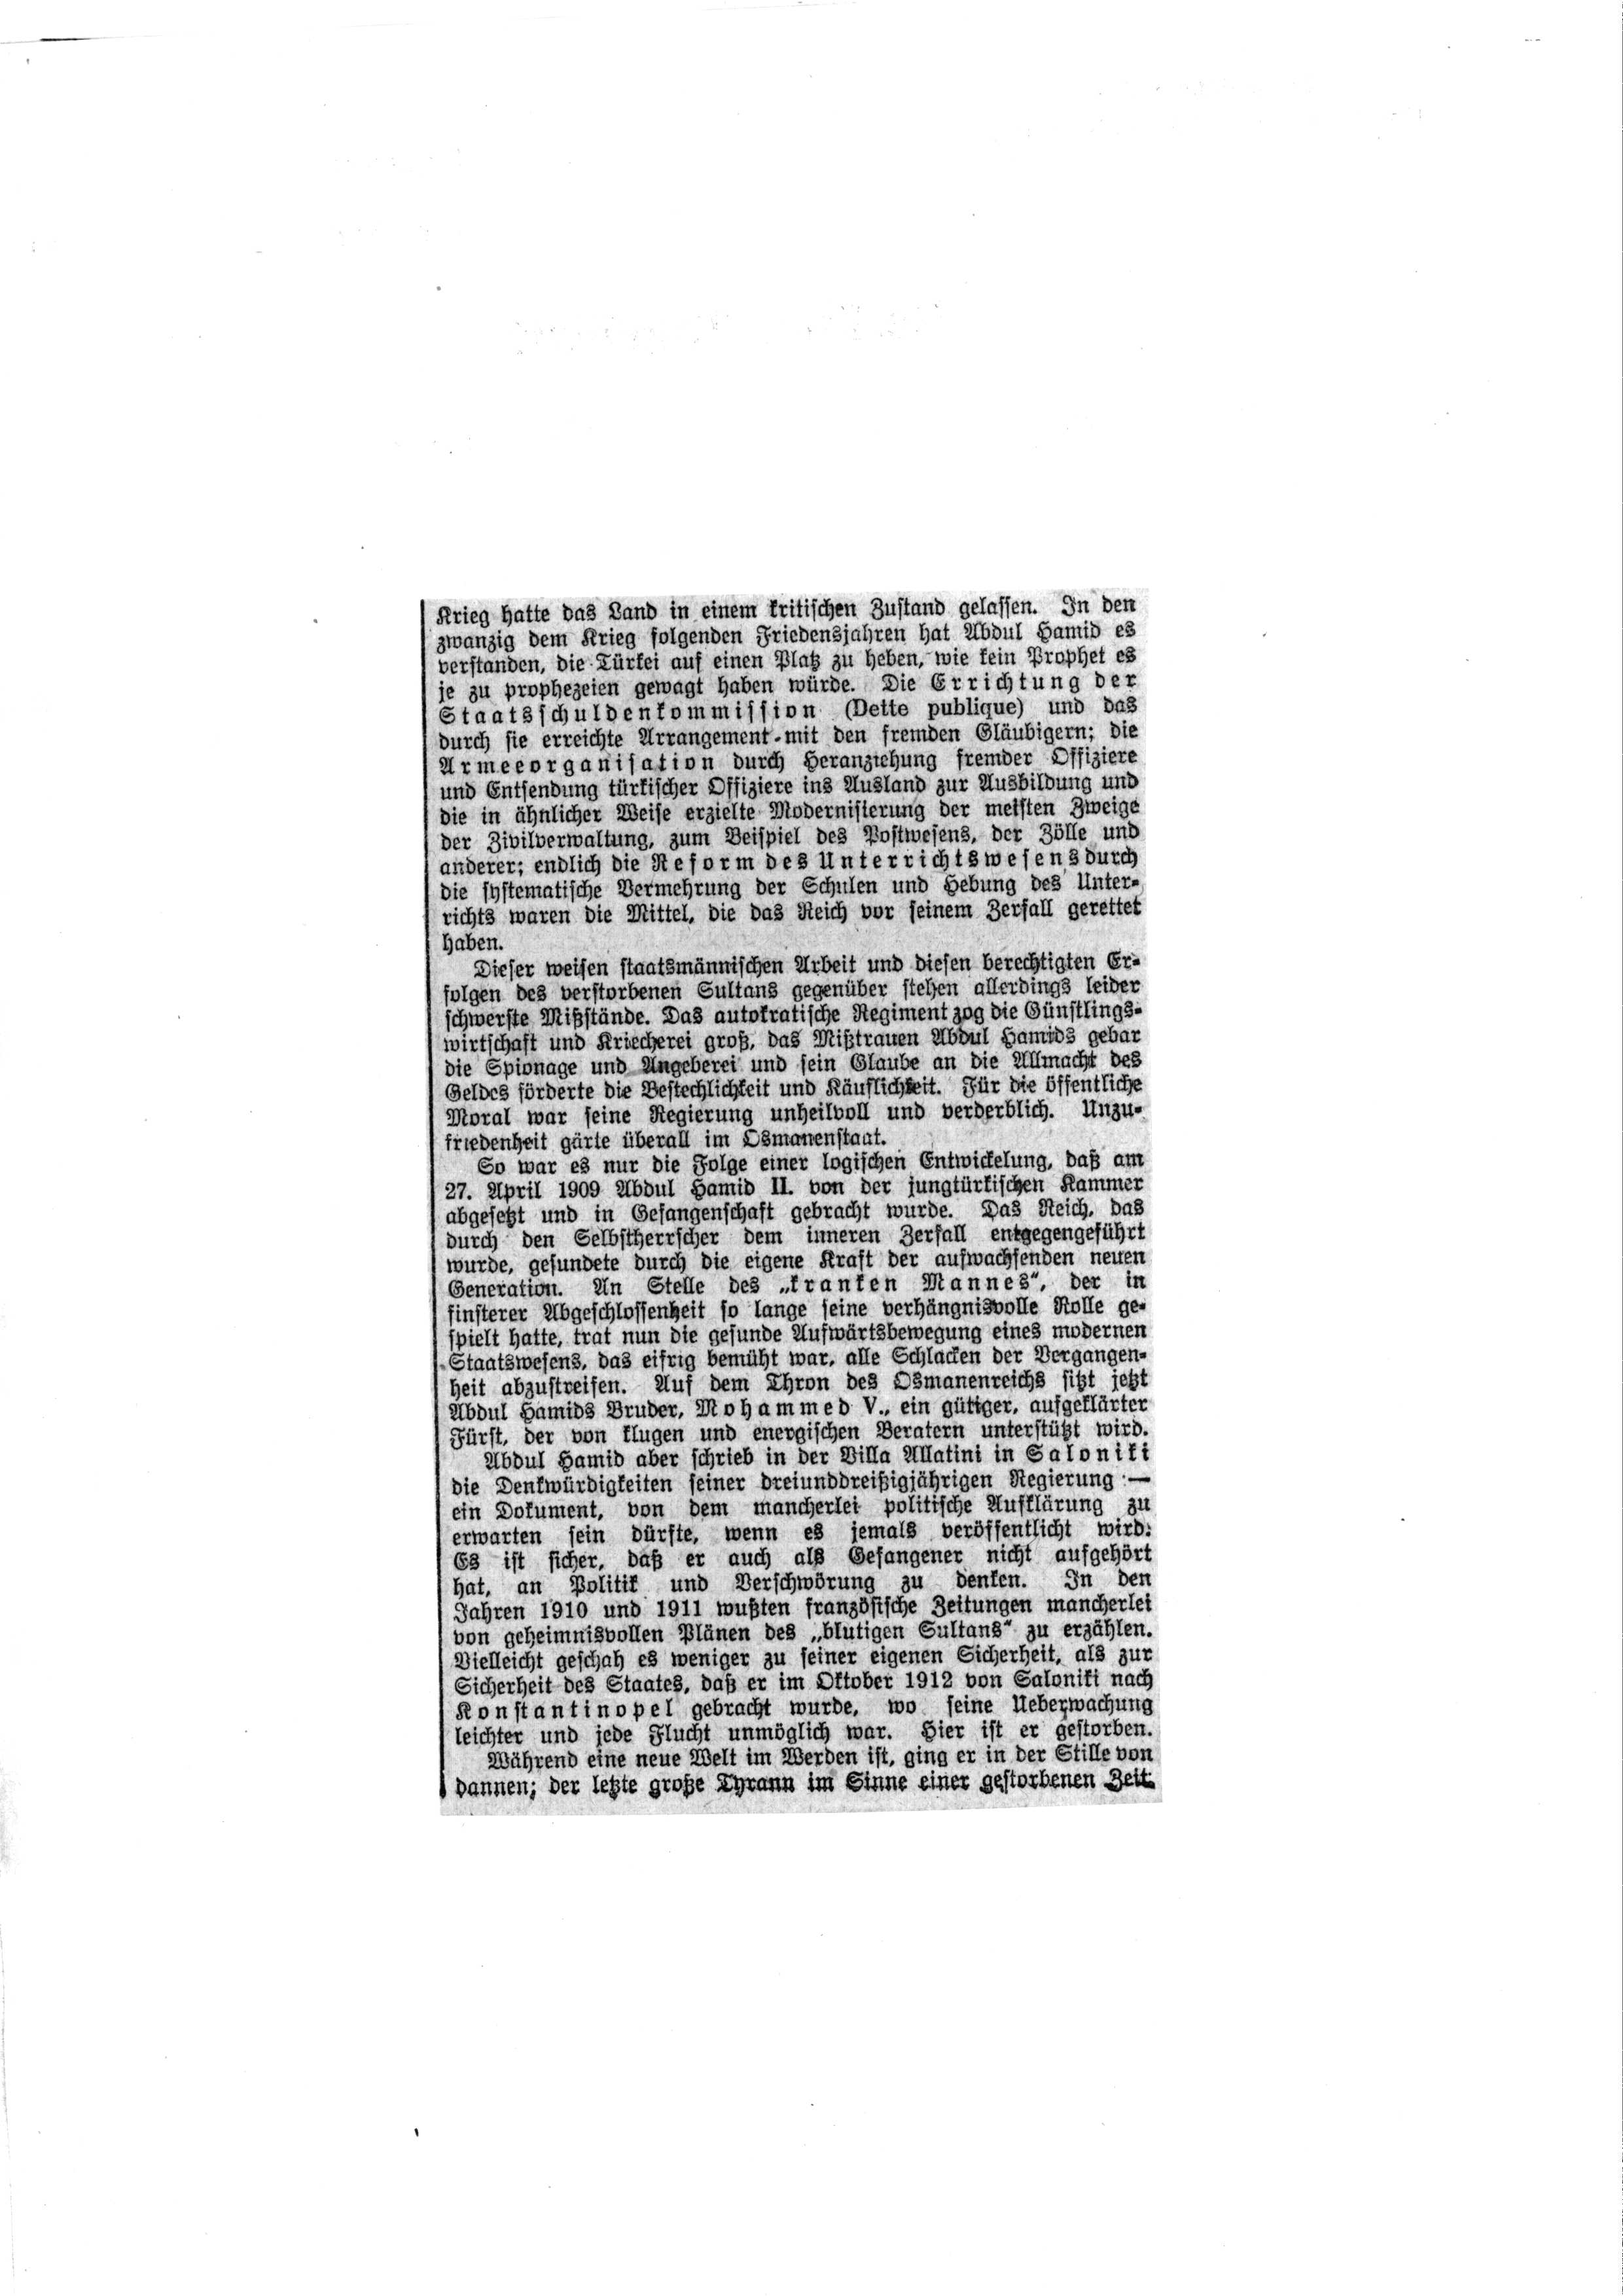 Krieg hatte das Land in einem kritischen Zustand gelassen. In den
zwanzig dem Krieg folgenden Friedensjahren hat Abdul Hamid es
verstanden, die Türkei auf einen Platz zu heben, wie kein Prophet es
je zu prophezeien gewagt haben würde. Die Errichtung der
Staatsschuldenkommission (Dette publique) und das
durch sie erreichte Arrangement mit den fremden Gläubigern; die
Armeeorganisation durch Heranziehung fremder Offiziere
und Entsendung türkischer Offiziere ins Ausland zur Ausbildung und
die in ähnlicher Weise erzielte Modernisierung der meisten Zweige
der Zivilverwaltung, zum Beispiel des Postwesens, der Zölle und
anderer; endlich die Reform des Unterrichtswesens durch
die systematische Vermehrung der Schulen und Hebung des Unter-
richts waren die Mittel, die das Reich vor seinem Zerfall gerettet
haben.
Dieser weisen staatsmännischen Arbeit und diesen berechtigten Er-
folgen des verstorbenen Sultans gegenüber stehen allerdings leider
schwerste Mißstände. Das autokratische Regiment zog die Günstlings-
wirtschaft und Kriecherei groß, das Mißtrauen Abdul Hamids gebar
die Spionage und Angeberei und sein Glaube an die Allmacht des
Geldes förderte die Bestechlichkeit und Käuflichkeit. Für die öffentliche
Moral war seine Regierung unheilvoll und verderblich. Unzu-
friedenheit gärte überall im Osmanenstaat.
So war es nur die Folge einer logischen Entwickelung, daß am
27. April 1909 Abdul Hamid II. von der jungtürkischen Kammer
abgesetzt und in Gefangenschaft gebracht wurde. Das Reich, das
durch den Selbstherrscher dem inneren Zerfall entgegengeführt
wurde, gesundete durch die eigene Kraft der aufwachsenden neuen
Generation. An Stelle des „kranken Mannes“, der in
finsterer Abgeschlossenheit so lange seine verhängnisvolle Rolle ge-
spielt hatte, trat nun die gesunde Aufwärtsbewegung eines modernen
Staatswesens, das eifrig bemüht war, alle Schlacken der Vergangen-
heit abzustreifen. Auf dem Thron des Osmanenreichs sitzt jetzt
Abdul Hamids Bruder, Mohammed V., ein gütiger, aufgeklärter
Fürst, der von klugen und energischen Beratern unterstützt wird.
Abdul Hamid aber schrieb in der Villa Allatini in Saloniki
die Denkwürdigkeiten seiner dreiunddreißigjährigen Regierung —
ein Dokument, von dem mancherlei politische Aufklärung zu
erwarten sein dürfte, wenn es jemals veröffentlicht wird.
Es ist sicher, daß er auch als Gefangener nicht aufgehört
hat, an Politik und Verschwörung zu denken. In den
Jahren 1910 und 1911 wußten französische Zeitungen mancherlei
von geheimnisvollen Plänen des „blutigen Sultans“ zu erzählen.
Vielleicht geschah es weniger zu seiner eigenen Sicherheit, als zur
Sicherheit des Staates, daß er im Oktober 1912 von Saloniki nach
Konstantinopel gebracht wurde, wo seine Ueberwachung
leichter und jede Flucht unmöglich war. Hier ist er gestorben.
Während eine neue Welt im Werden ist, ging er in der Stille von
dannen; der letzte große Tyrann im Sinne einer gestorbenen Zeit.